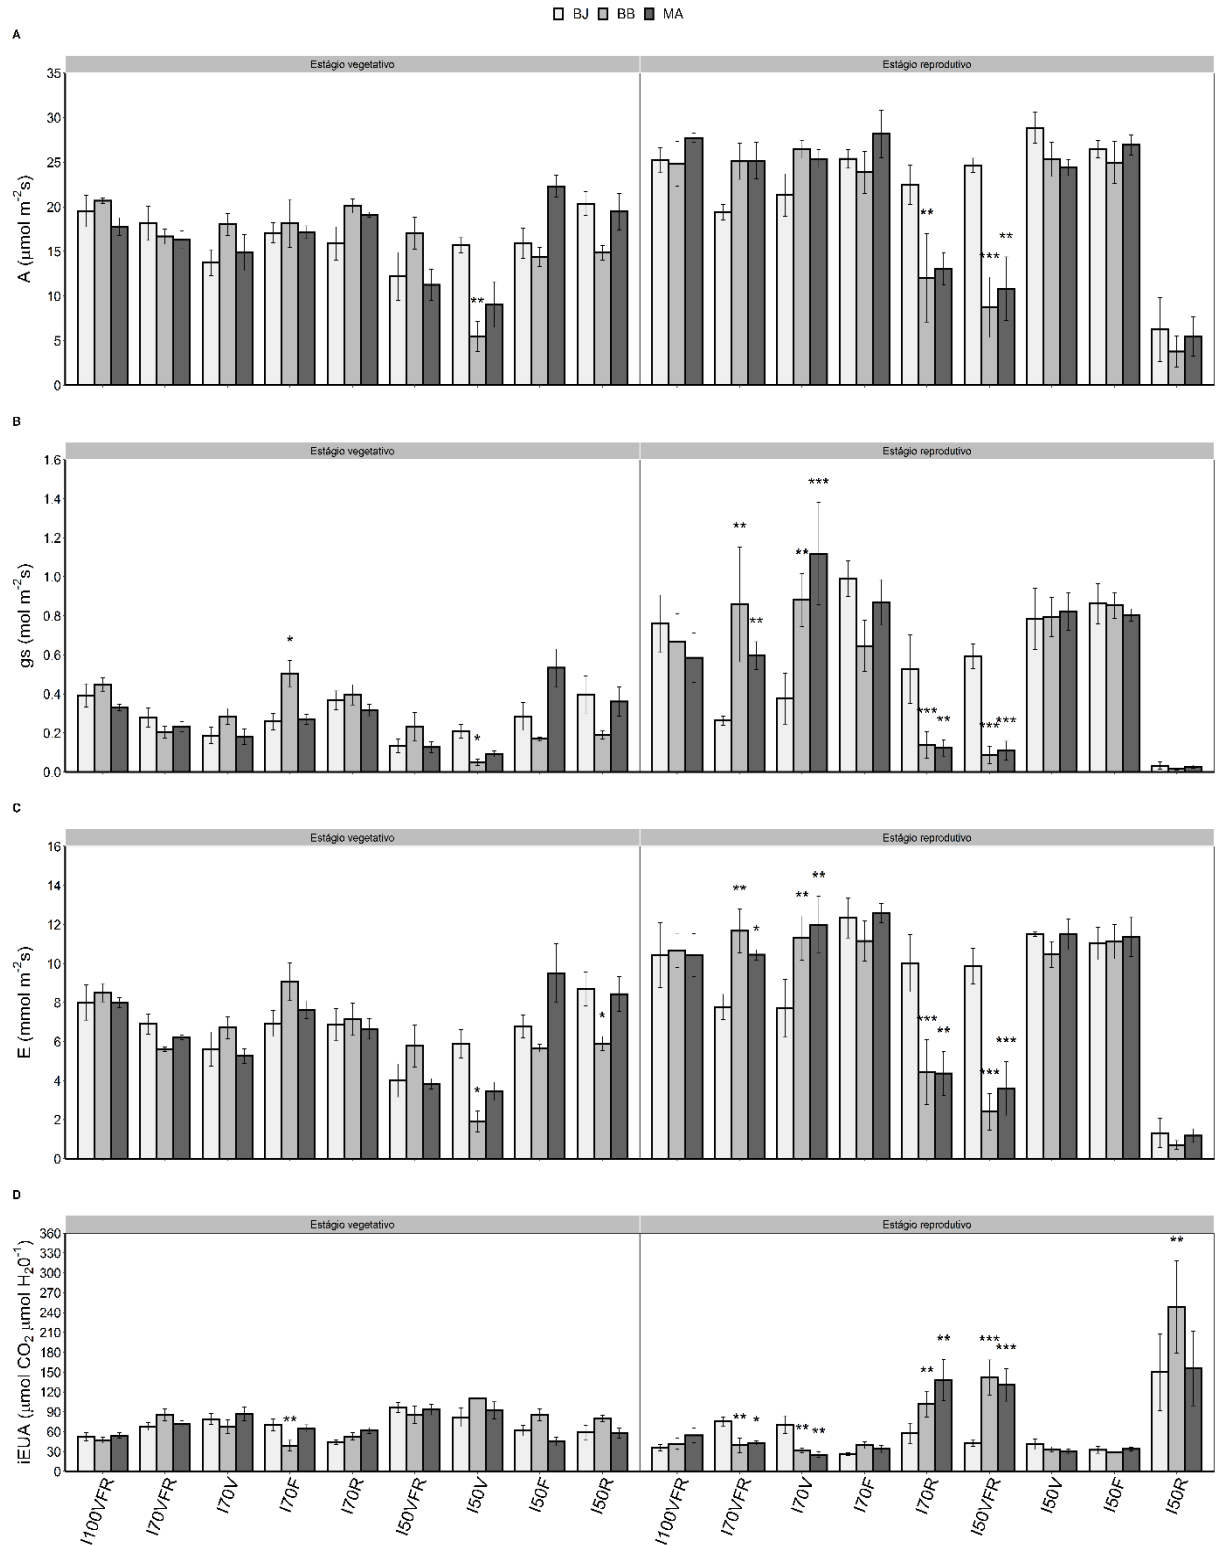 BJ BB MA
A
Estágio vegetativo Estágio reprodutivo
35
30
25
20
15
10
5
0
A (µmol m⁻²s)
** ** *** **
B
Estágio vegetativo Estágio reprodutivo
1.6
1.4
1.2
1.0
0.8
0.6
0.4
0.2
0.0
gs (mol m⁻²s)
* * ** ** ** *** *** ** *** ***
C
Estágio vegetativo Estágio reprodutivo
16
14
12
10
8
6
4
2
0
E (mmol m⁻²s)
* * ** * ** ** *** ** *** ***
D
Estágio vegetativo Estágio reprodutivo
360
330
300
270
240
210
180
150
120
90
60
30
0
iEUA (µmol CO₂ µmol H₂0⁻¹)
** ** * ** ** ** ** *** *** **
I100VFR I70VFR I70V I70F I70R I50VFR I50V I50F I50R I100VFR I70VFR I70V I70F I70R I50VFR I50V I50F I50R